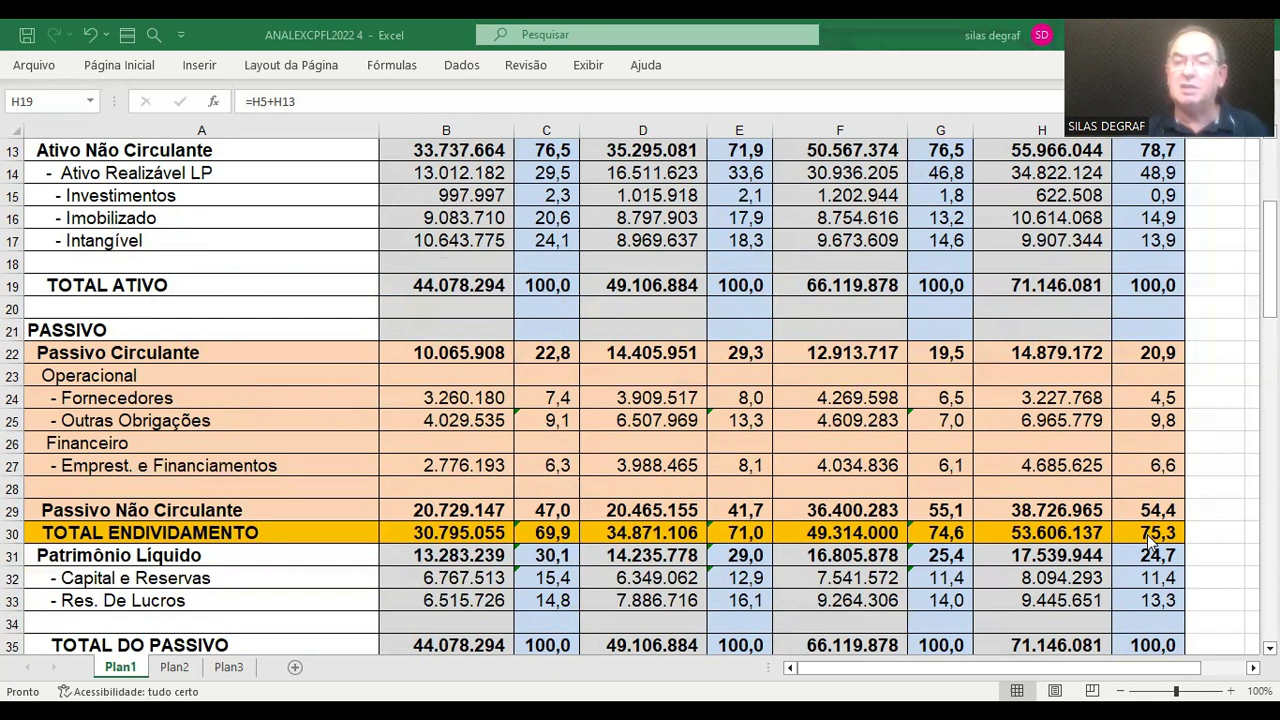 ANALEXCPFL2022 4 - Excel
Pesquisar
silas degraf
SD
Arquivo
Página Inicial
Inserir
Layout da Página
Fórmulas
Dados
Revisão
Exibir
Ajuda
H19
fx
=H5+H13
SILAS DEGRAF
A B C D E F G H I
13 Ativo Não Circulante 33.737.664 76,5 35.295.081 71,9 50.567.374 76,5 55.966.044 78,7
14 - Ativo Realizável LP 13.012.182 29,5 16.511.623 33,6 30.936.205 46,8 34.822.124 48,9
15 - Investimentos 997.997 2,3 1.015.918 2,1 1.202.944 1,8 622.508 0,9
16 - Imobilizado 9.083.710 20,6 8.797.903 17,9 8.754.616 13,2 10.614.068 14,9
17 - Intangível 10.643.775 24,1 8.969.637 18,3 9.673.609 14,6 9.907.344 13,9
18
19 TOTAL ATIVO 44.078.294 100,0 49.106.884 100,0 66.119.878 100,0 71.146.081 100,0
20
21 PASSIVO
22 Passivo Circulante 10.065.908 22,8 14.405.951 29,3 12.913.717 19,5 14.879.172 20,9
23 Operacional
24 - Fornecedores 3.260.180 7,4 3.909.517 8,0 4.269.598 6,5 3.227.768 4,5
25 - Outras Obrigações 4.029.535 9,1 6.507.969 13,3 4.609.283 7,0 6.965.779 9,8
26 Financeiro
27 - Emprest. e Financiamentos 2.776.193 6,3 3.988.465 8,1 4.034.836 6,1 4.685.625 6,6
28
29 Passivo Não Circulante 20.729.147 47,0 20.465.155 41,7 36.400.283 55,1 38.726.965 54,4
30 TOTAL ENDIVIDAMENTO 30.795.055 69,9 34.871.106 71,0 49.314.000 74,6 53.606.137 75,3
31 Patrimônio Líquido 13.283.239 30,1 14.235.778 29,0 16.805.878 25,4 17.539.944 24,7
32 - Capital e Reservas 6.767.513 15,4 6.349.062 12,9 7.541.572 11,4 8.094.293 11,4
33 - Res. De Lucros 6.515.726 14,8 7.886.716 16,1 9.264.306 14,0 9.445.651 13,3
34
35 TOTAL DO PASSIVO 44.078.294 100,0 49.106.884 100,0 66.119.878 100,0 71.146.081 100,0
Plan1 Plan2 Plan3
Pronto
Acessibilidade: tudo certo
100%